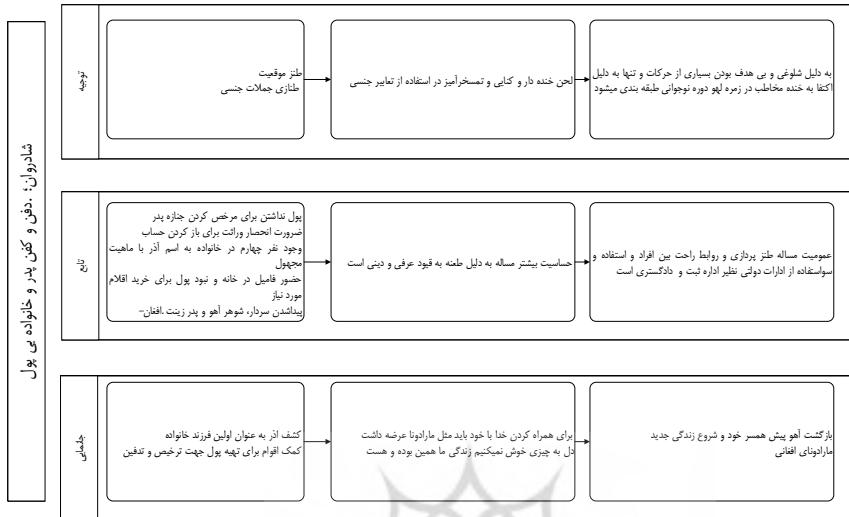 شادروان؛ .دفن و کفن پدر و خانواده بی پول
توجیه
طنز موقعیت
طنازی جملات جنسی
لحن خنده دار و کنایی و تمسخرآمیز در استفاده از تعابیر جنسی
به دلیل شلوغی و بی هدف بودن بسیاری از حرکات و تنها به دلیل
اکتفا به خنده مخاطب در زمره لهو دوره نوجوانی طبقه بندی میشود
تابع
پول نداشتن برای مرخص کردن جنازه پدر
ضرورت انحصار وراثت برای باز کردن حساب
وجود نفر چهارم در خانواده به اسم آذر با ماهیت
مجهول
حضور فامیل در خانه و نبود پول برای خرید اقلام
مورد نیاز
پیداشدن سردار، شوهر آهو و پدر زینت .افغان-
حساسیت بیشتر مساله به دلیل طعنه به قیود عرفی و دینی است
عمومیت مساله طنز پردازی و روابط راحت بین افراد و استفاده و
سواستفاده از ادارات دولتی نظیر اداره ثبت و دادگستری است
جانمایی
کشف اذر به عنوان اولین فرزند خانواده
کمک اقوام برای تهیه پول جهت ترخیص و تدفین
برای همراه کردن خدا با خود باید مثل مارادونا عرضه داشت
دل به چیزی خوش نمیکنیم زندگی ما همین بوده و هست
بازگشت آهو پیش همسر خود و شروع زندگی جدید
مارادونای افغانی